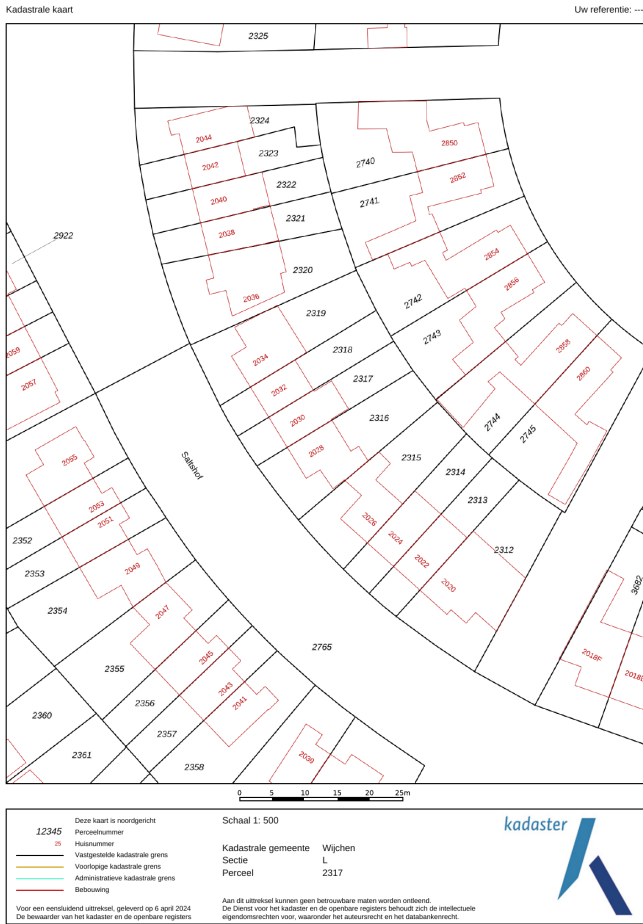 Kadastrale kaart
Uw referentie: ---
2325
2324
2044
2850
2323
2740
2042
2852
2322
2040
2741
2321
2038
2922
2854
2320
2856
2036
2742
2319
2743
2059
2318
2858
2034
2317
2860
2057
2032
2316
2030
2744
2745
2028
2315
2055
Saltshof
2314
2313
2053
2026
2051
2024
2352
2312
2022
2353
2049
2020
3682
2354
2047
2765
2045
2018F
2355
2043
2356
2041
2360
2357
2361
2039
2358
0 5 10 15 20 25m
Deze kaart is noordgericht
12345 Perceelnummer
25 Huisnummer
Vastgestelde kadastrale grens
Voorlopige kadastrale grens
Administratieve kadastrale grens
Bebouwing
Voor een eensluidend uittreksel, geleverd op 6 april 2024
De bewaarder van het kadaster en de openbare registers
Schaal 1: 500
Kadastrale gemeente Wijchen
Sectie L
Perceel 2317
Aan dit uittreksel kunnen geen betrouwbare maten worden ontleend.
De Dienst voor het kadaster en de openbare registers behoudt zich de intellectuele
eigendomsrechten voor, waaronder het auteursrecht en het databankenrecht.
kadaster